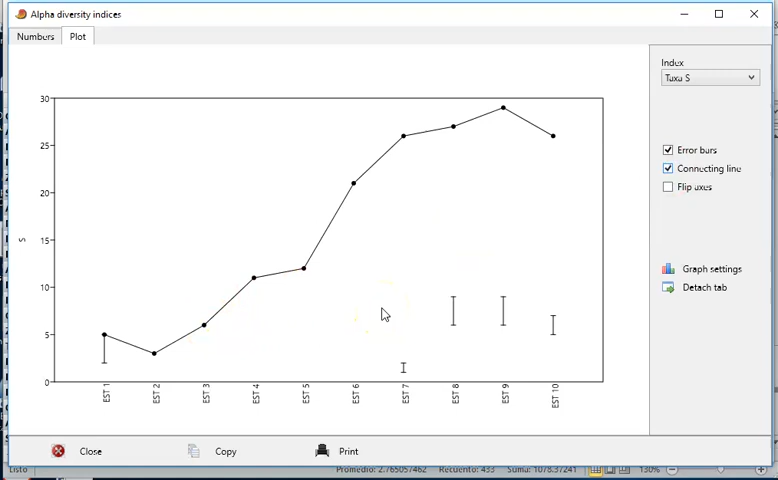 Alpha diversity indices
Numbers
Plot
Index
Taxa S
Error bars
Connecting line
Flip axes
Graph settings
Detach tab
30
25
20
15
10
5
0
S
EST 1
EST 2
EST 3
EST 4
EST 5
EST 6
EST 7
EST 8
EST 9
EST 10
Close
Copy
Print
Listo
Promedio: 2.765057462
Recuento: 433
Suma: 1078.37241
130%